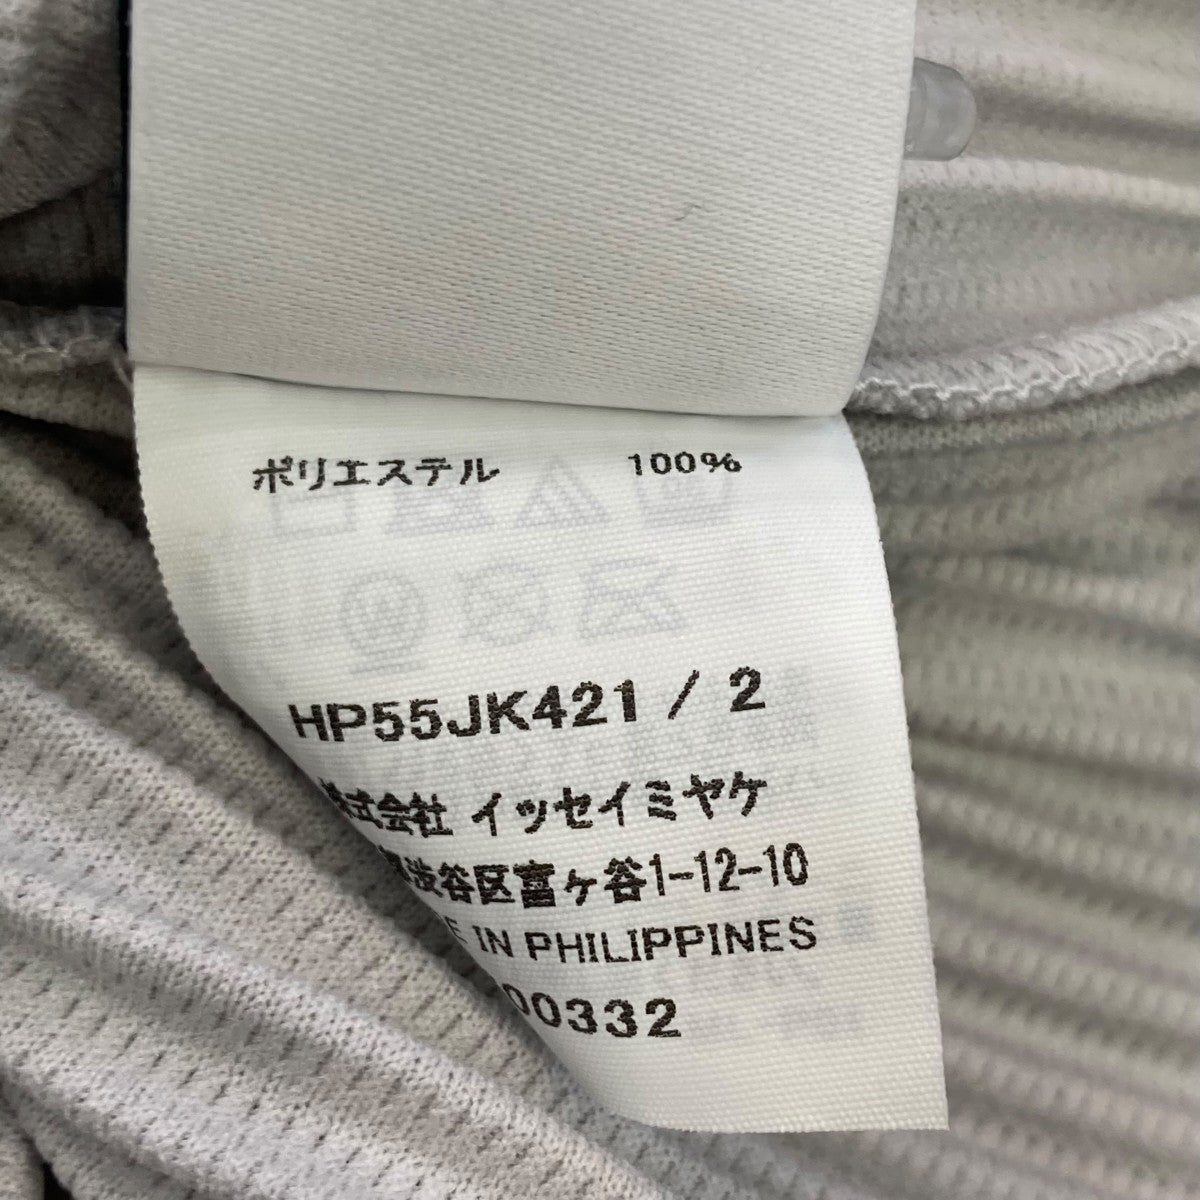 ポリエステル 100%
HP55JK421 / 2
株式会社 イッセイミヤケ
渋谷区富ヶ谷1-12-10
IN PHILIPPINES
00332